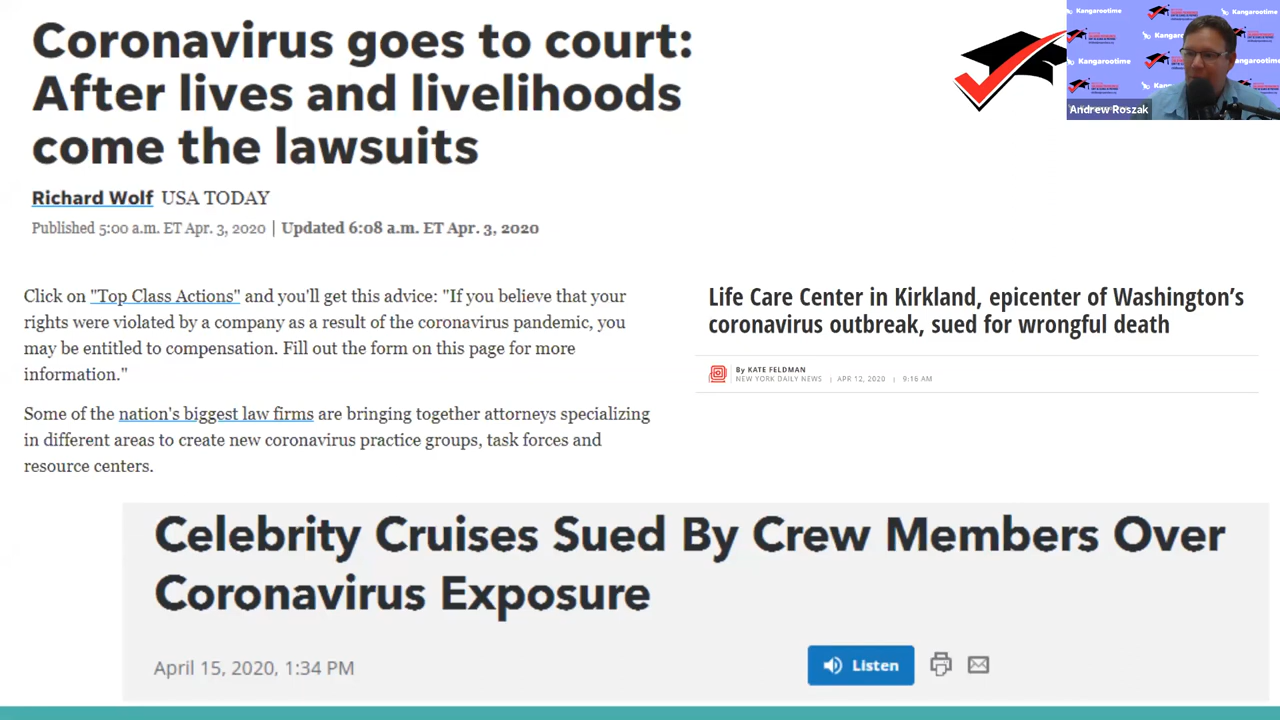 Coronavirus goes to court:
After lives and livelihoods
come the lawsuits
Richard Wolf USA TODAY
Published 5:00 a.m. ET Apr. 3, 2020 | Updated 6:08 a.m. ET Apr. 3, 2020
Click on "Top Class Actions" and you'll get this advice: "If you believe that your
rights were violated by a company as a result of the coronavirus pandemic, you
may be entitled to compensation. Fill out the form on this page for more
information."
Some of the nation's biggest law firms are bringing together attorneys specializing
in different areas to create new coronavirus practice groups, task forces and
resource centers.
Kangarootime
Kangarootime
Andrew Roszak
Life Care Center in Kirkland, epicenter of Washington’s
coronavirus outbreak, sued for wrongful death
By KATE FELDMAN
NEW YORK DAILY NEWS | APR 12, 2020 | 9:16 AM
Celebrity Cruises Sued By Crew Members Over
Coronavirus Exposure
April 15, 2020, 1:34 PM
Listen